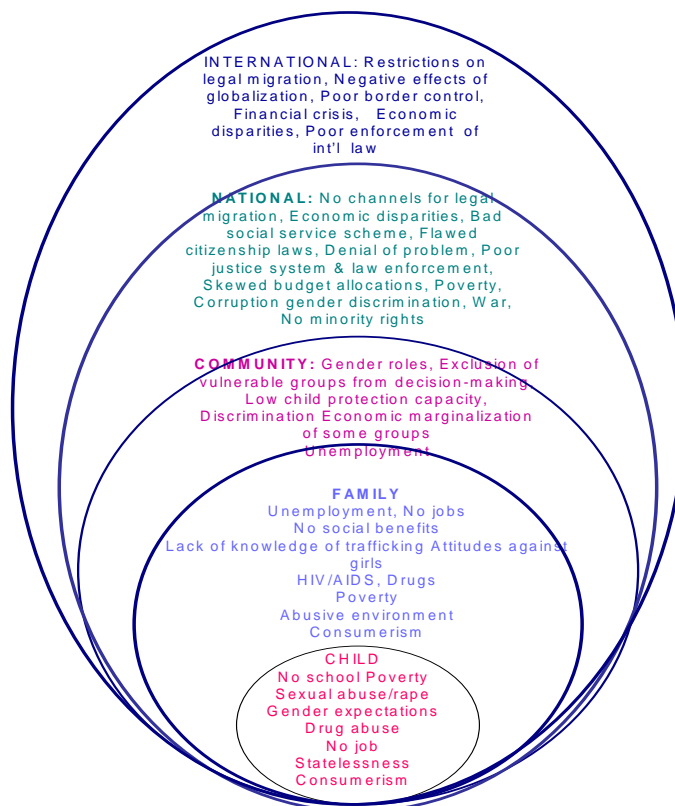 INTERNATIONAL: Restrictions on
legal migration, Negative effects of
globalization, Poor border control,
Financial crisis, Economic
disparities, Poor enforcement of
int'l law
NATIONAL: No channels for legal
migration, Economic disparities, Bad
social service scheme, Flawed
citizenship laws, Denial of problem, Poor
justice system & law enforcement,
Skewed budget allocations, Poverty,
Corruption gender discrimination, War,
No minority rights
COMMUNITY: Gender roles, Exclusion of
vulnerable groups from decision-making,
Low child protection capacity,
Discrimination Economic marginalization
of some groups
Unemployment
FAMILY
Unemployment, No jobs
No social benefits
Lack of knowledge of trafficking Attitudes against
girls
HIV/AIDS, Drugs
Poverty
Abusive environment
Consumerism
CHILD
No school Poverty
Sexual abuse/rape
Gender expectations
Drug abuse
No job
Statelessness
Consumerism